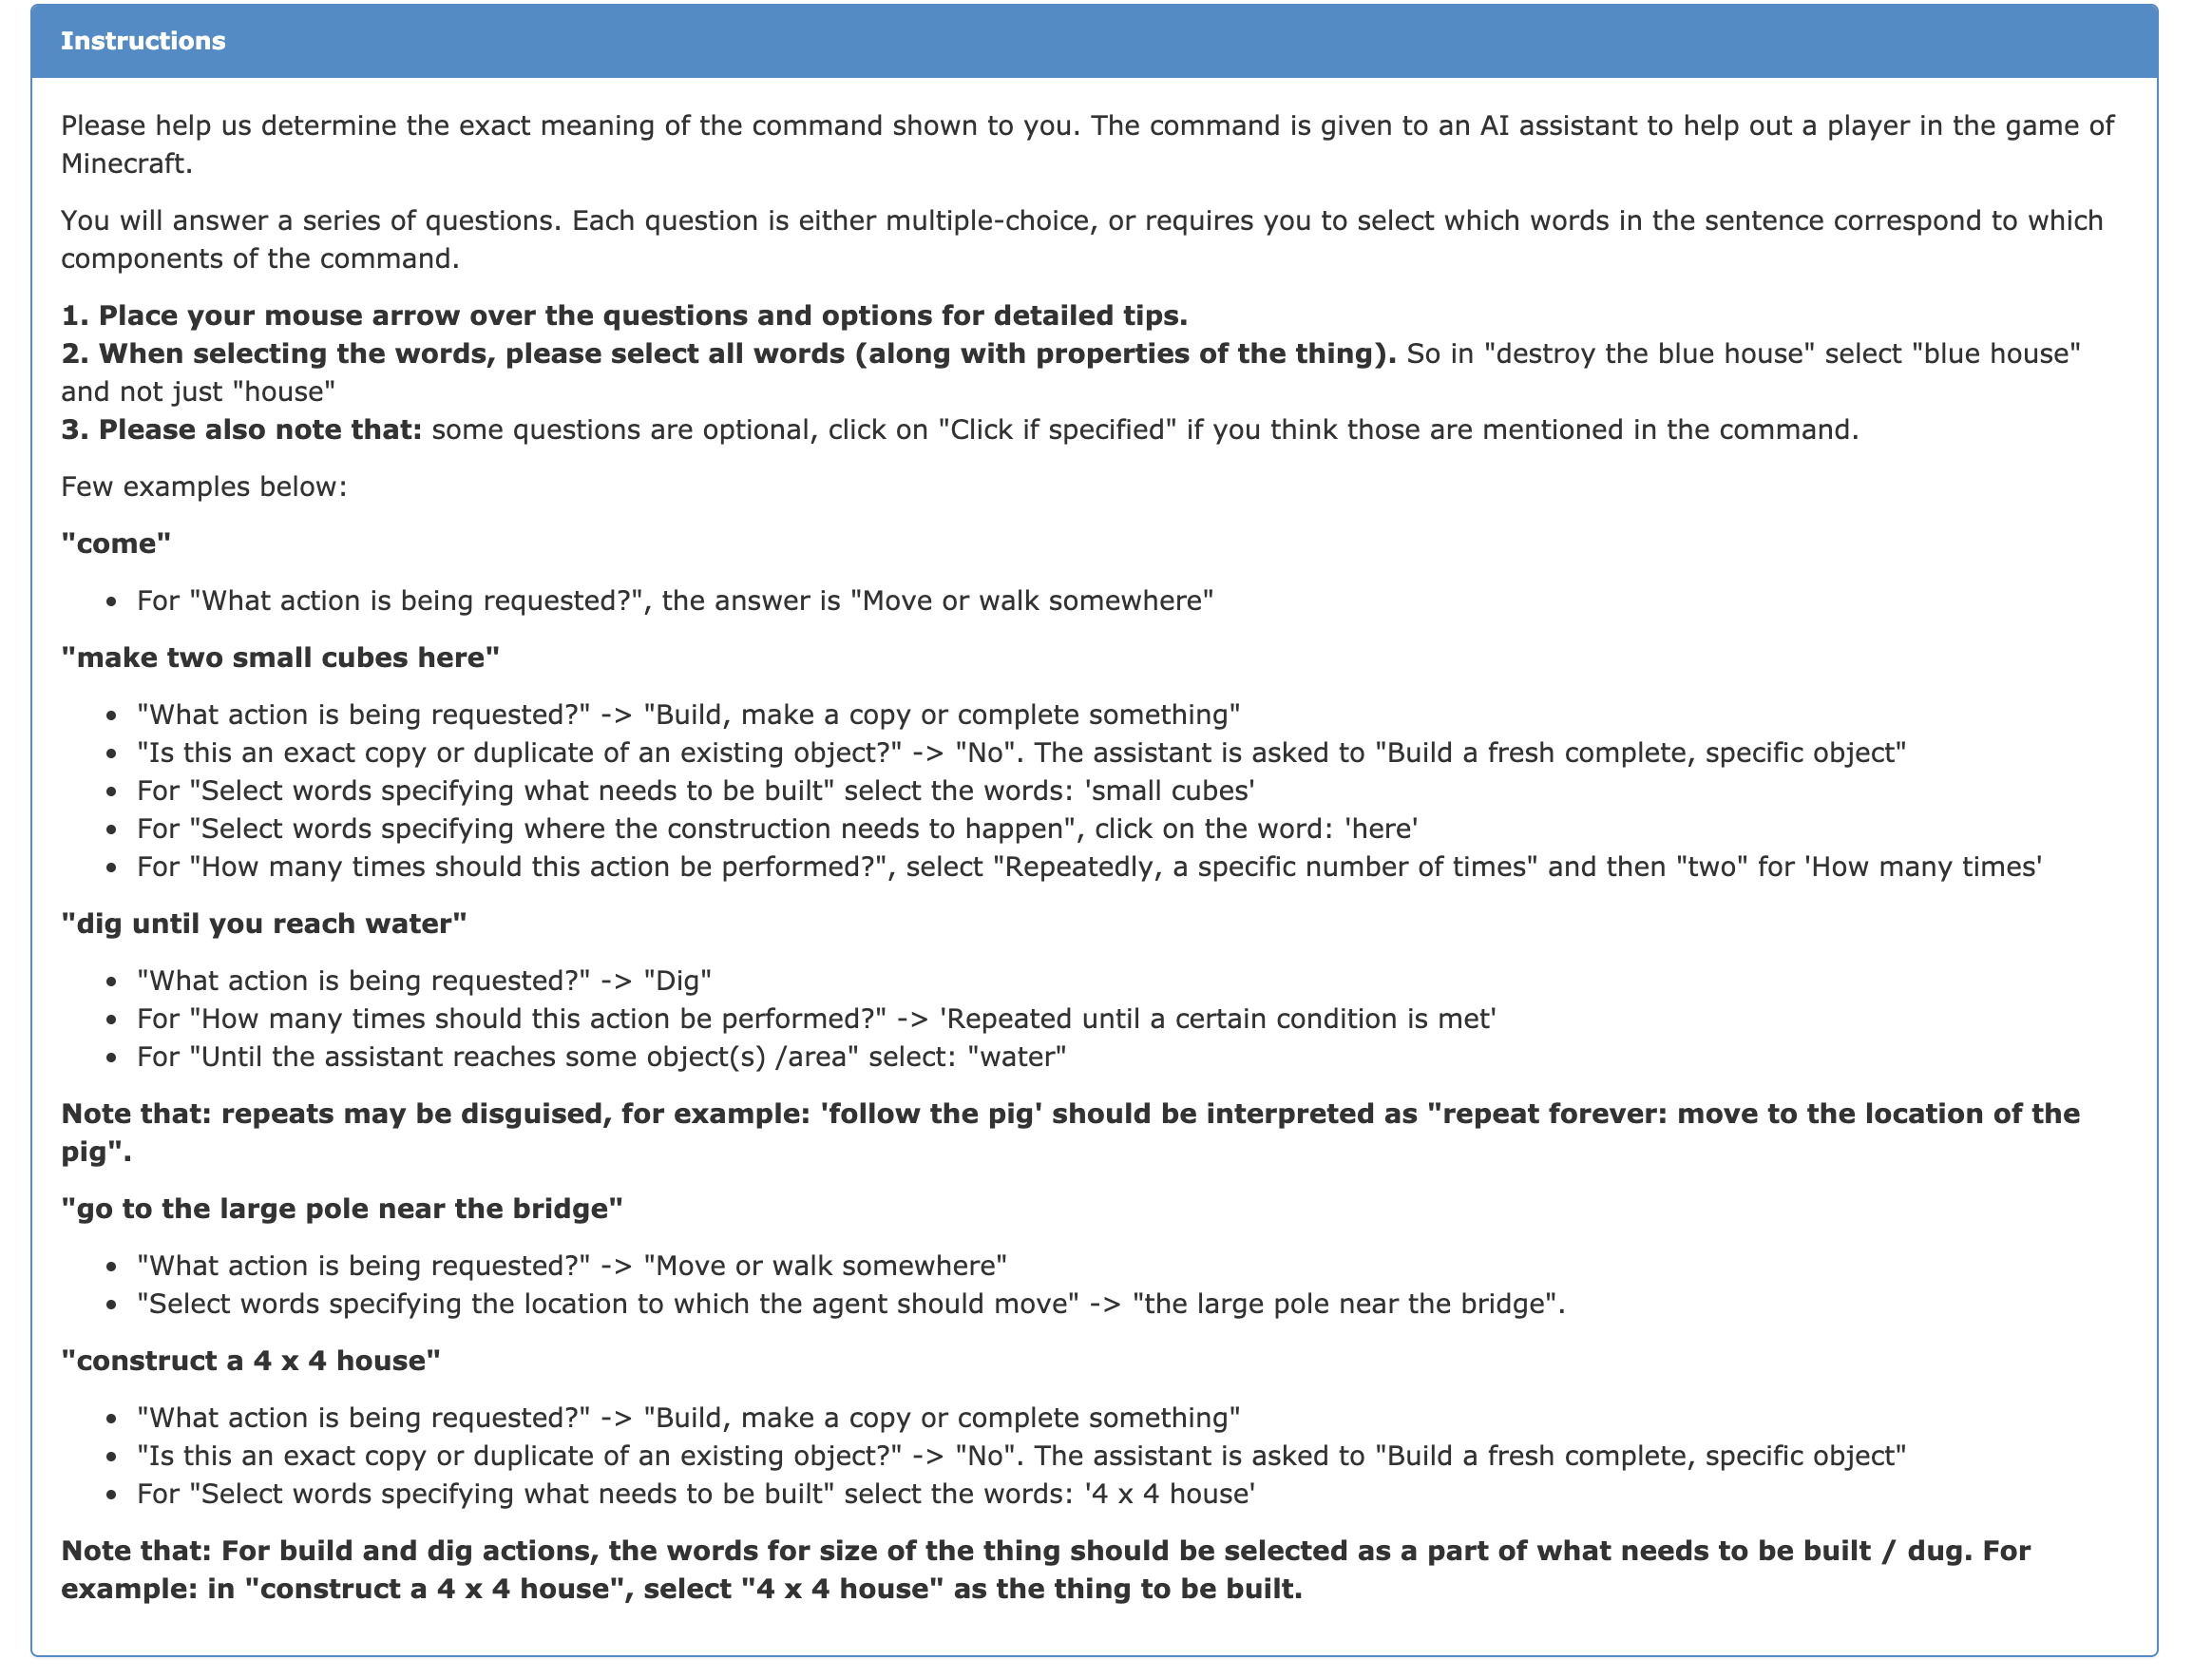 Instructions
Please help us determine the exact meaning of the command shown to you. The command is given to an AI assistant to help out a player in the game of
Minecraft.
You will answer a series of questions. Each question is either multiple-choice, or requires you to select which words in the sentence correspond to which
components of the command.
1. Place your mouse arrow over the questions and options for detailed tips.
2. When selecting the words, please select all words (along with properties of the thing). So in "destroy the blue house" select "blue house"
and not just "house"
3. Please also note that: some questions are optional, click on "Click if specified" if you think those are mentioned in the command.
Few examples below:
"come"
• For "What action is being requested?", the answer is "Move or walk somewhere"
"make two small cubes here"
• "What action is being requested?" -> "Build, make a copy or complete something"
• "Is this an exact copy or duplicate of an existing object?" -> "No". The assistant is asked to "Build a fresh complete, specific object"
• For "Select words specifying what needs to be built" select the words: 'small cubes'
• For "Select words specifying where the construction needs to happen", click on the word: 'here'
• For "How many times should this action be performed?", select "Repeatedly, a specific number of times" and then "two" for 'How many times'
"dig until you reach water"
• "What action is being requested?" -> "Dig"
• For "How many times should this action be performed?" -> 'Repeated until a certain condition is met'
• For "Until the assistant reaches some object(s) /area" select: "water"
Note that: repeats may be disguised, for example: 'follow the pig' should be interpreted as "repeat forever: move to the location of the
pig".
"go to the large pole near the bridge"
• "What action is being requested?" -> "Move or walk somewhere"
• "Select words specifying the location to which the agent should move" -> "the large pole near the bridge".
"construct a 4 x 4 house"
• "What action is being requested?" -> "Build, make a copy or complete something"
• "Is this an exact copy or duplicate of an existing object?" -> "No". The assistant is asked to "Build a fresh complete, specific object"
• For "Select words specifying what needs to be built" select the words: '4 x 4 house'
Note that: For build and dig actions, the words for size of the thing should be selected as a part of what needs to be built / dug. For
example: in "construct a 4 x 4 house", select "4 x 4 house" as the thing to be built.